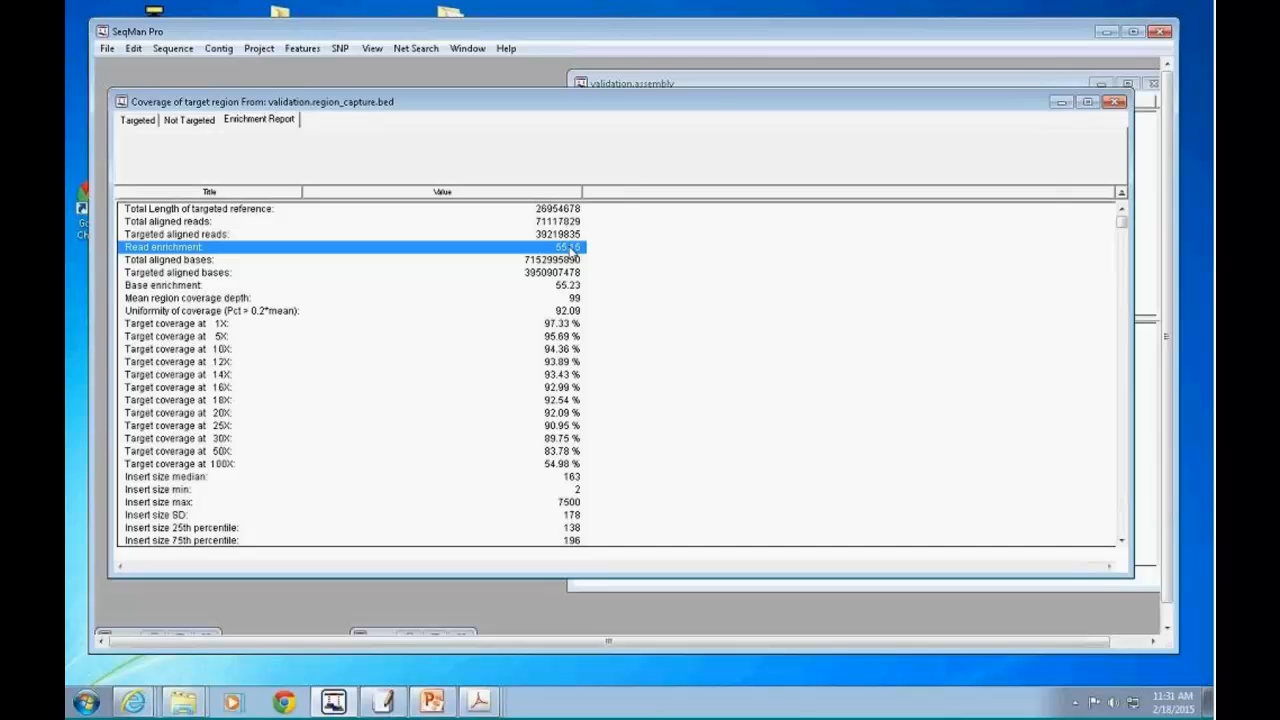 SeqMan Pro
File Edit Sequence Contig Project Features SNP View Net Search Window Help
validation.assembly
Coverage of target region From: validation.region_capture.bed
Targeted Not Targeted Enrichment Report
Title Value
Total Length of targeted reference: 26954678
Total aligned reads: 71117829
Targeted aligned reads: 39219835
Read enrichment: 55.15
Total aligned bases: 7152995890
Targeted aligned bases: 3950907478
Base enrichment: 55.23
Mean region coverage depth: 99
Uniformity of coverage (Pct > 0.2*mean): 92.09
Target coverage at 1X: 97.33 %
Target coverage at 5X: 95.69 %
Target coverage at 10X: 94.36 %
Target coverage at 12X: 93.89 %
Target coverage at 14X: 93.43 %
Target coverage at 16X: 92.99 %
Target coverage at 18X: 92.54 %
Target coverage at 20X: 92.09 %
Target coverage at 25X: 90.95 %
Target coverage at 30X: 89.75 %
Target coverage at 50X: 83.78 %
Target coverage at 100X: 54.98 %
Insert size median: 163
Insert size min: 2
Insert size max: 7500
Insert size SD: 178
Insert size 25th percentile: 138
Insert size 75th percentile: 196
Go
Ch
11:31 AM
2/18/2015